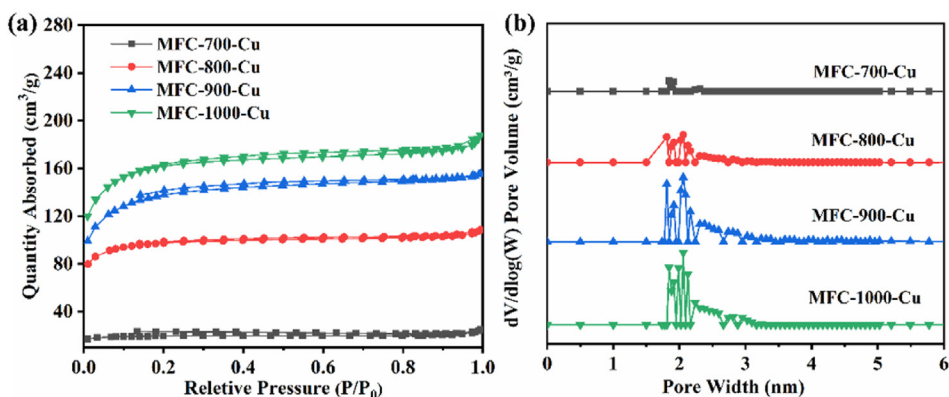 (a)
280
240
200
160
120
80
40
Quantity Absorbed (cm³/g)
MFC-700-Cu
MFC-800-Cu
MFC-900-Cu
MFC-1000-Cu
0.0 0.2 0.4 0.6 0.8 1.0
Reletive Pressure (P/P₀)
(b)
dV/dlog(W) Pore Volume (cm³/g)
MFC-700-Cu
MFC-800-Cu
MFC-900-Cu
MFC-1000-Cu
0 1 2 3 4 5 6
Pore Width (nm)